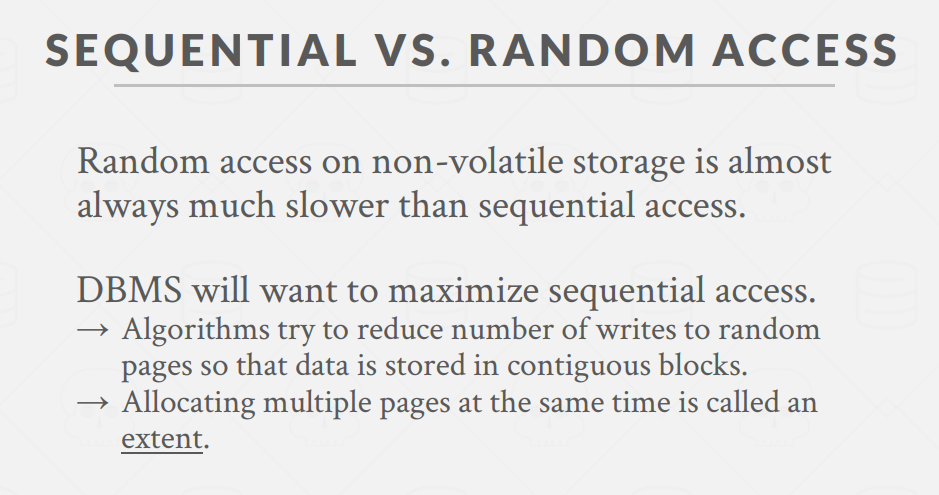 SEQUENTIAL VS. RANDOM ACCESS
Random access on non-volatile storage is almost
always much slower than sequential access.
DBMS will want to maximize sequential access.
→ Algorithms try to reduce number of writes to random
pages so that data is stored in contiguous blocks.
→ Allocating multiple pages at the same time is called an
extent.